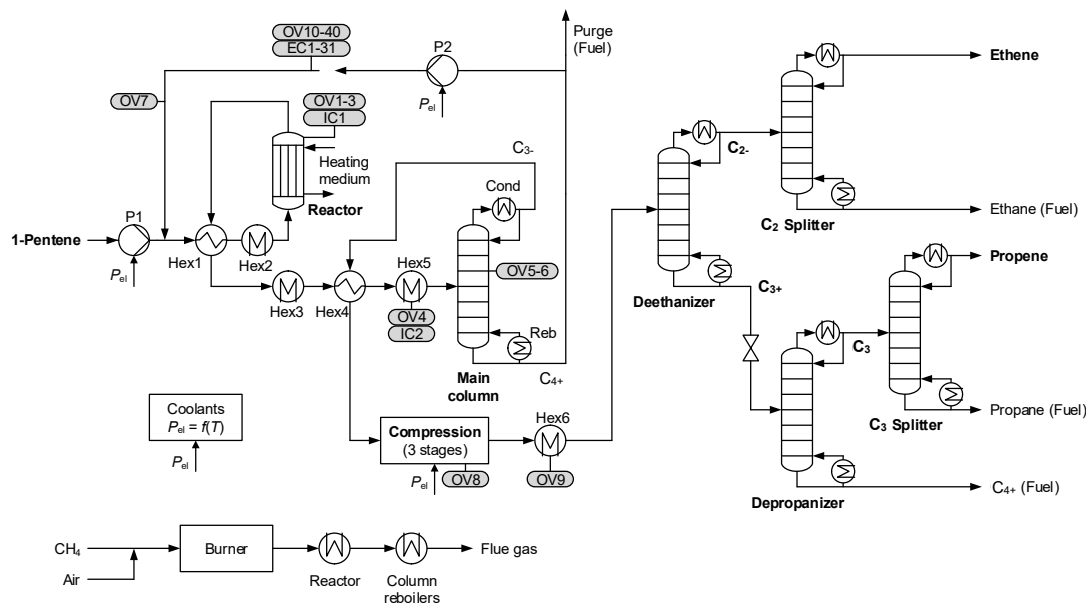 OV10-40
EC1-31
P2
Purge
(Fuel)
Ethene
OV7
P_el
OV1-3
IC1
Heating
medium
Reactor
C₃-
Cond
C₂-
C₂ Splitter
Ethane (Fuel)
P1
1-Pentene
P_el
Hex1
Hex2
Hex3
Hex4
Hex5
OV4
IC2
OV5-6
Reb
Main
column
C₄+
Deethanizer
C₃+
Propene
C₃
Propane (Fuel)
C₃ Splitter
Coolants
P_el = f(T)
P_el
Compression
(3 stages)
P_el
OV8
Hex6
OV9
Depropanizer
C₄+ (Fuel)
CH₄
Air
Burner
Reactor
Column
reboilers
Flue gas